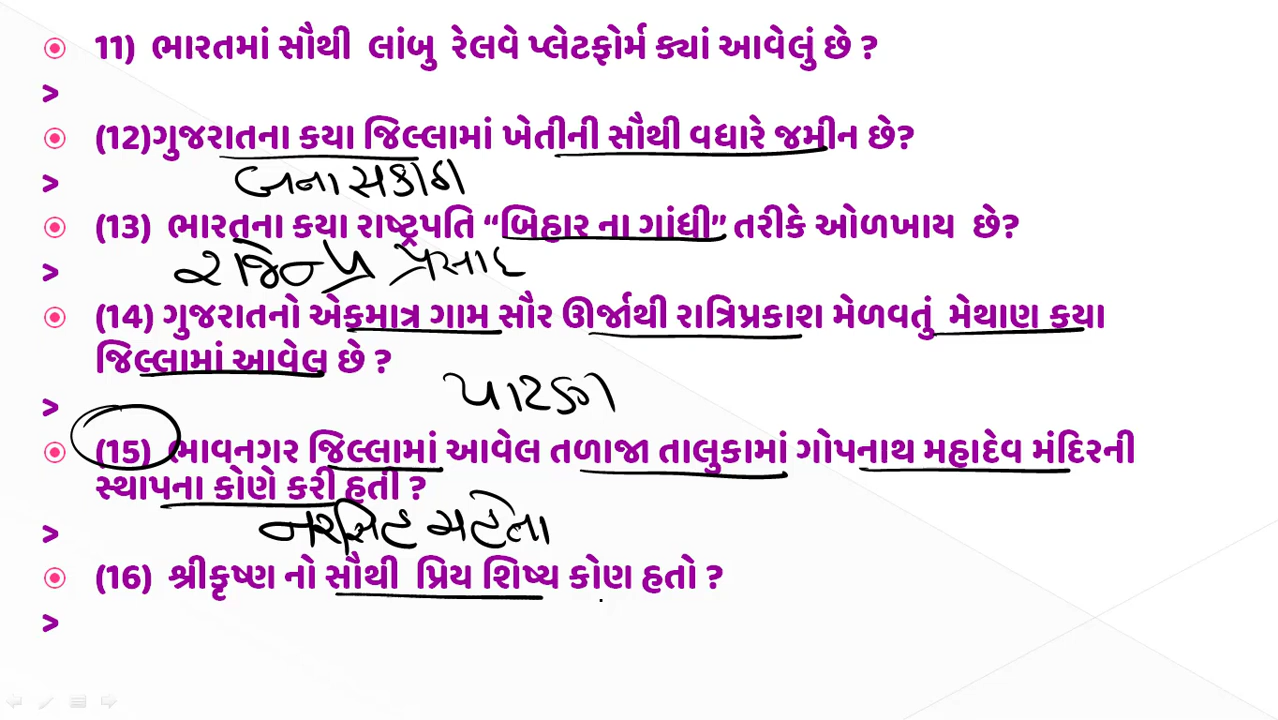 11) ભારતમાં સૌથી લાંબુ રેલવે પ્લેટફોર્મ ક્યાં આવેલું છે ?
>
(12)ગુજરાતના કયા જિલ્લામાં ખેતીની સૌથી વધારે જમીન છે?
> બનાસકાંઠા
(13) ભારતના કયા રાષ્ટ્રપતિ “બિહાર ના ગાંધી” તરીકે ઓળખાય છે?
> રાજેન્દ્ર પ્રસાદ
(14) ગુજરાતનો એકમાત્ર ગામ સૌર ઊર્જાથી રાત્રિપ્રકાશ મેળવતું મેથાણ કયા
જિલ્લામાં આવેલ છે ?
> પાટણ
(15) ભાવનગર જિલ્લામાં આવેલ તળાજા તાલુકામાં ગોપનાથ મહાદેવ મંદિરની
સ્થાપના કોણે કરી હતી ?
> નરસિંહ મહેતા
(16) શ્રીકૃષ્ણ નો સૌથી પ્રિય શિષ્ય કોણ હતો ?
>